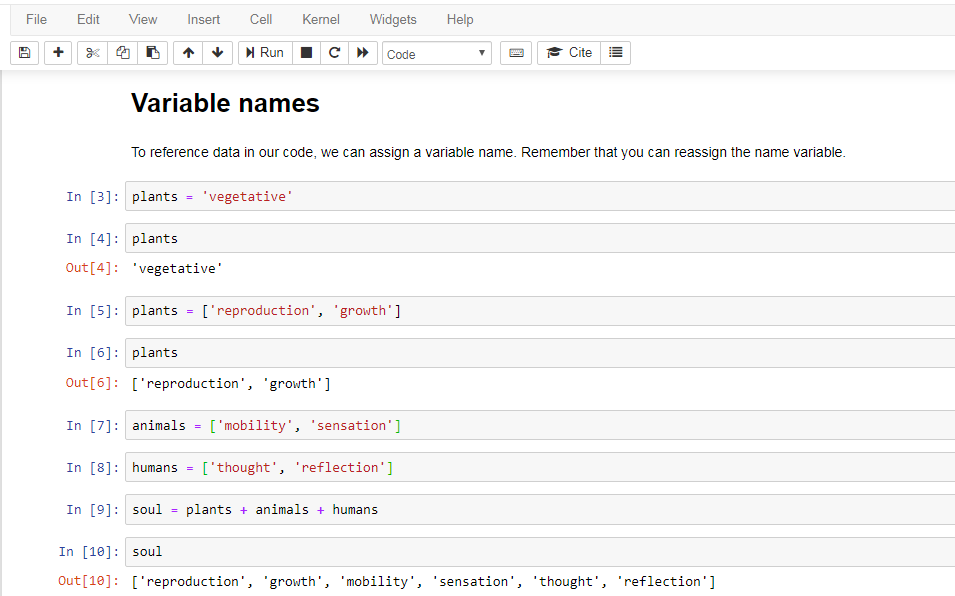 File Edit View Insert Cell Kernel Widgets Help
Run Code Cite
Variable names
To reference data in our code, we can assign a variable name. Remember that you can reassign the name variable.
In [3]: plants = 'vegetative'
In [4]: plants
Out[4]: 'vegetative'
In [5]: plants = ['reproduction', 'growth']
In [6]: plants
Out[6]: ['reproduction', 'growth']
In [7]: animals = ['mobility', 'sensation']
In [8]: humans = ['thought', 'reflection']
In [9]: soul = plants + animals + humans
In [10]: soul
Out[10]: ['reproduction', 'growth', 'mobility', 'sensation', 'thought', 'reflection']